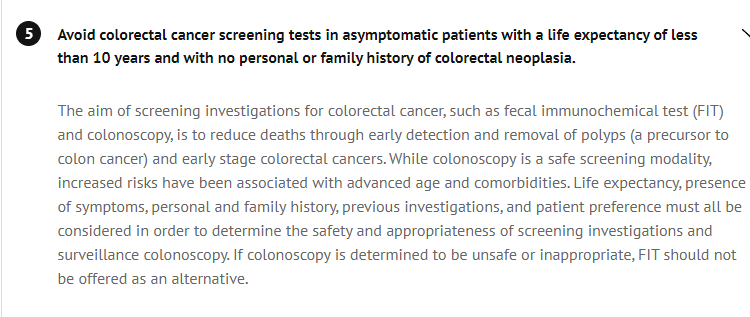 5 Avoid colorectal cancer screening tests in asymptomatic patients with a life expectancy of less
than 10 years and with no personal or family history of colorectal neoplasia.
The aim of screening investigations for colorectal cancer, such as fecal immunochemical test (FIT)
and colonoscopy, is to reduce deaths through early detection and removal of polyps (a precursor to
colon cancer) and early stage colorectal cancers. While colonoscopy is a safe screening modality,
increased risks have been associated with advanced age and comorbidities. Life expectancy, presence
of symptoms, personal and family history, previous investigations, and patient preference must all be
considered in order to determine the safety and appropriateness of screening investigations and
surveillance colonoscopy. If colonoscopy is determined to be unsafe or inappropriate, FIT should not
be offered as an alternative.